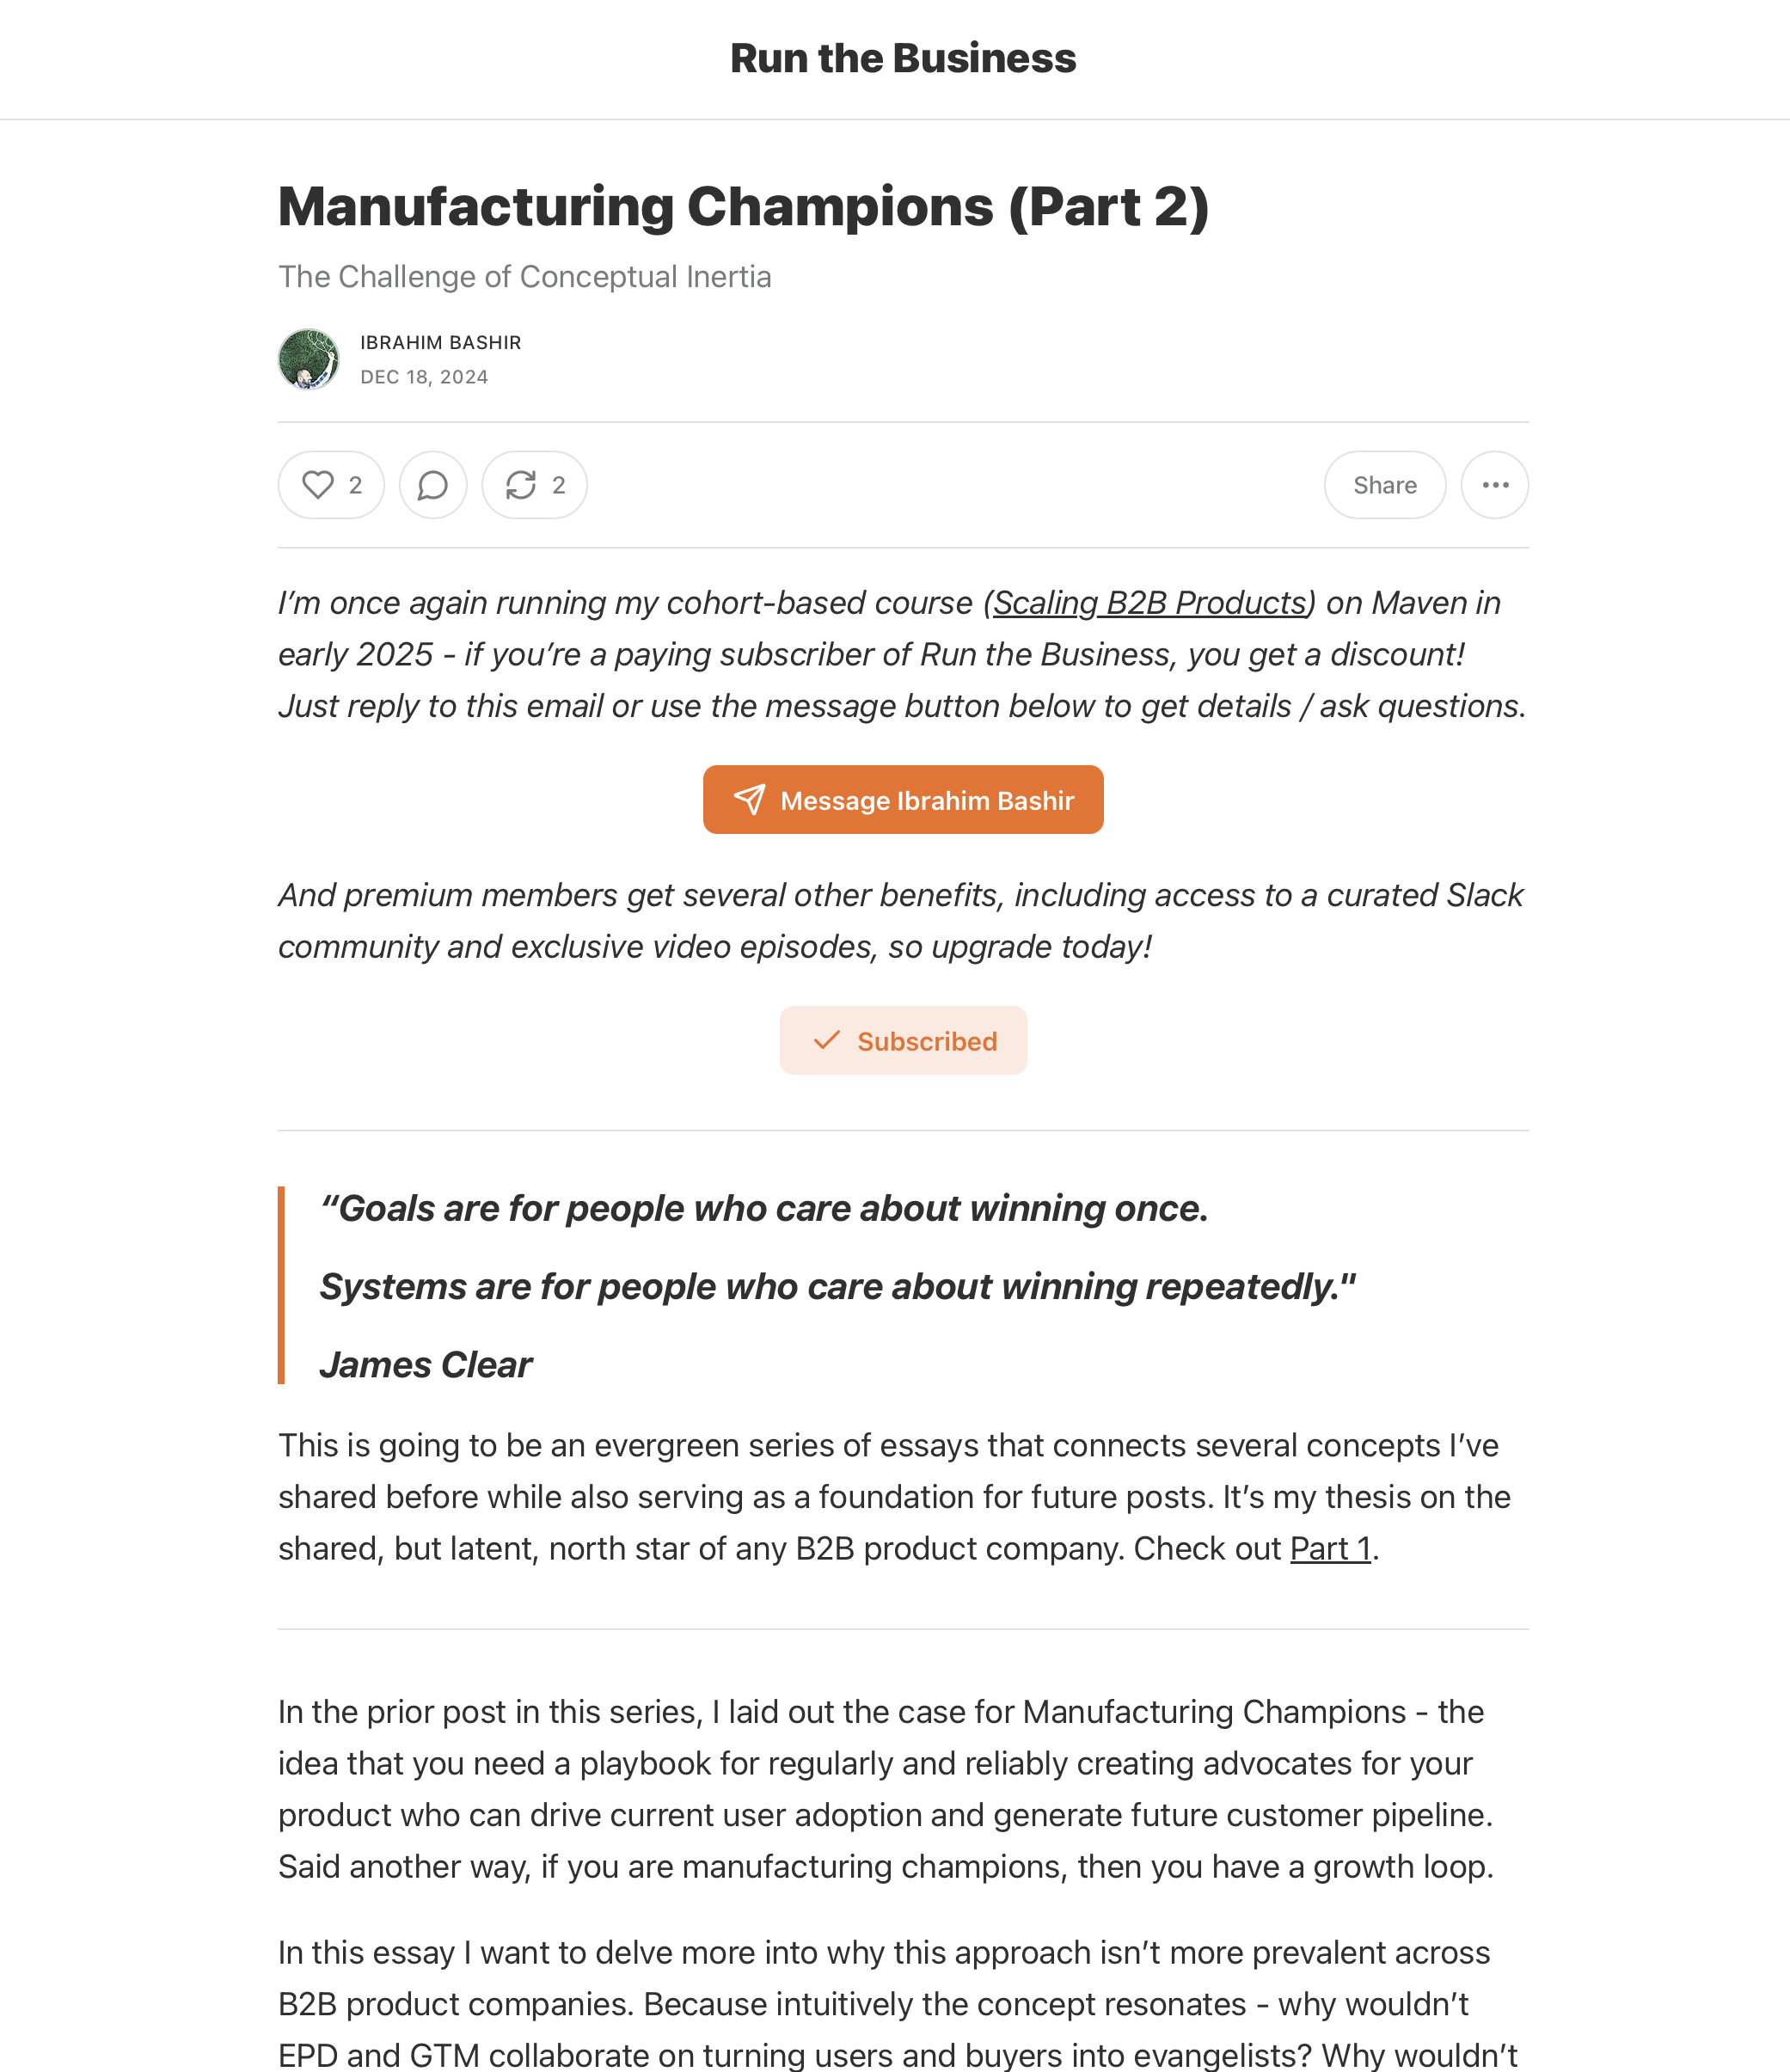 Run the Business
Manufacturing Champions (Part 2)
The Challenge of Conceptual Inertia
IBRAHIM BASHIR
DEC 18, 2024
2
2
Share
I’m once again running my cohort-based course (Scaling B2B Products) on Maven in
early 2025 - if you’re a paying subscriber of Run the Business, you get a discount!
Just reply to this email or use the message button below to get details / ask questions.
Message Ibrahim Bashir
And premium members get several other benefits, including access to a curated Slack
community and exclusive video episodes, so upgrade today!
Subscribed
“Goals are for people who care about winning once.
Systems are for people who care about winning repeatedly."
James Clear
This is going to be an evergreen series of essays that connects several concepts I’ve
shared before while also serving as a foundation for future posts. It’s my thesis on the
shared, but latent, north star of any B2B product company. Check out Part 1.
In the prior post in this series, I laid out the case for Manufacturing Champions - the
idea that you need a playbook for regularly and reliably creating advocates for your
product who can drive current user adoption and generate future customer pipeline.
Said another way, if you are manufacturing champions, then you have a growth loop.
In this essay I want to delve more into why this approach isn’t more prevalent across
B2B product companies. Because intuitively the concept resonates - why wouldn’t
EPD and GTM collaborate on turning users and buyers into evangelists? Why wouldn’t